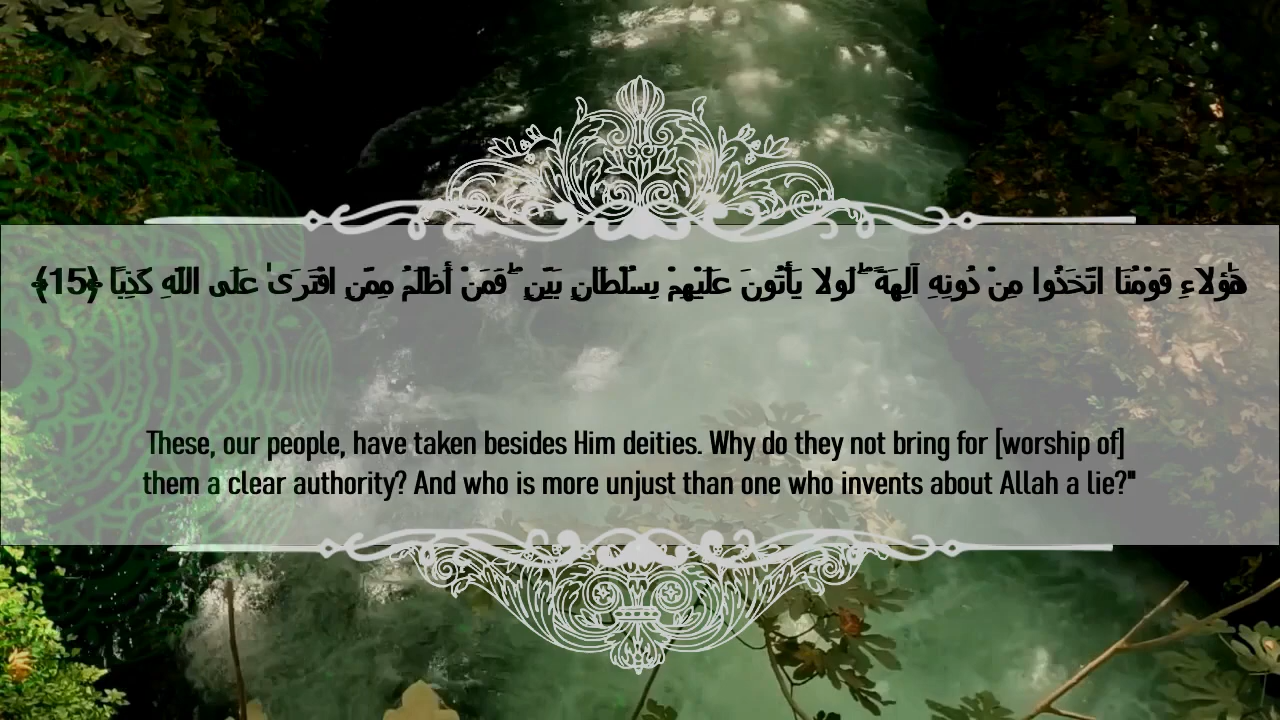 هَٰؤُلَاءِ قَوْمُنَا اتَّخَذُوا مِنْ دُونِهِ آلِهَةً ۖ لَوْلَا يَأْتُونَ عَلَيْهِمْ بِسُلْطَانٍ بَيِّنٍ ۖ فَمَنْ أَظْلَمُ مِمَّنِ افْتَرَىٰ عَلَى اللَّهِ كَذِبًا ﴿15﴾
These, our people, have taken besides Him deities. Why do they not bring for [worship of]
them a clear authority? And who is more unjust than one who invents about Allah a lie?"